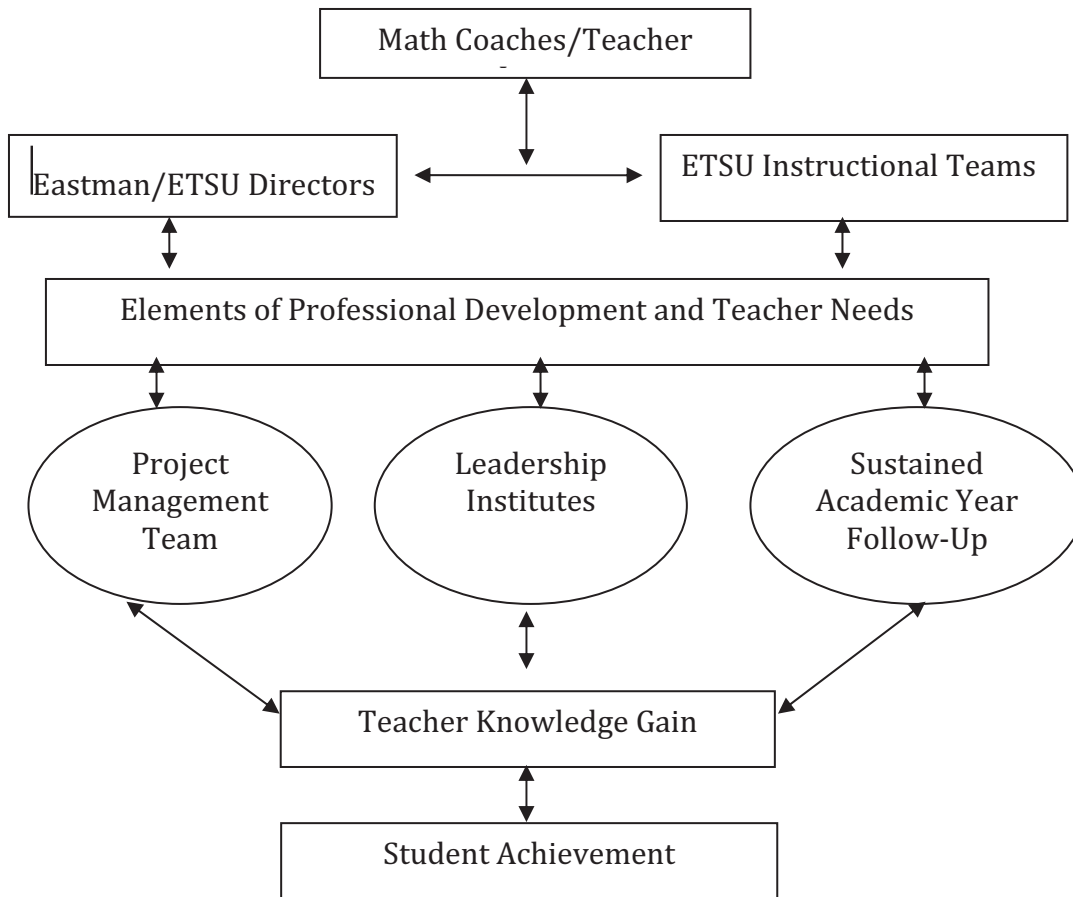 Math Coaches/Teacher
Eastman/ETSU Directors
ETSU Instructional Teams
Elements of Professional Development and Teacher Needs
Project
Management
Team
Leadership
Institutes
Sustained
Academic Year
Follow-Up
Teacher Knowledge Gain
Student Achievement